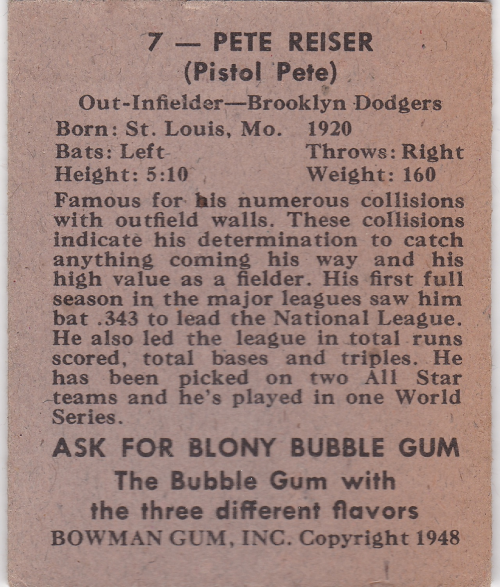 7 — PETE REISER
(Pistol Pete)
Out-Infielder—Brooklyn Dodgers
Born: St. Louis, Mo. 1920
Bats: Left Throws: Right
Height: 5:10 Weight: 160
Famous for his numerous collisions
with outfield walls. These collisions
indicate his determination to catch
anything coming his way and his
high value as a fielder. His first full
season in the major leagues saw him
bat .343 to lead the National League.
He also led the league in total runs
scored, total bases and triples. He
has been picked on two All Star
teams and he's played in one World
Series.
ASK FOR BLONY BUBBLE GUM
The Bubble Gum with
the three different flavors
BOWMAN GUM, INC. Copyright 1948